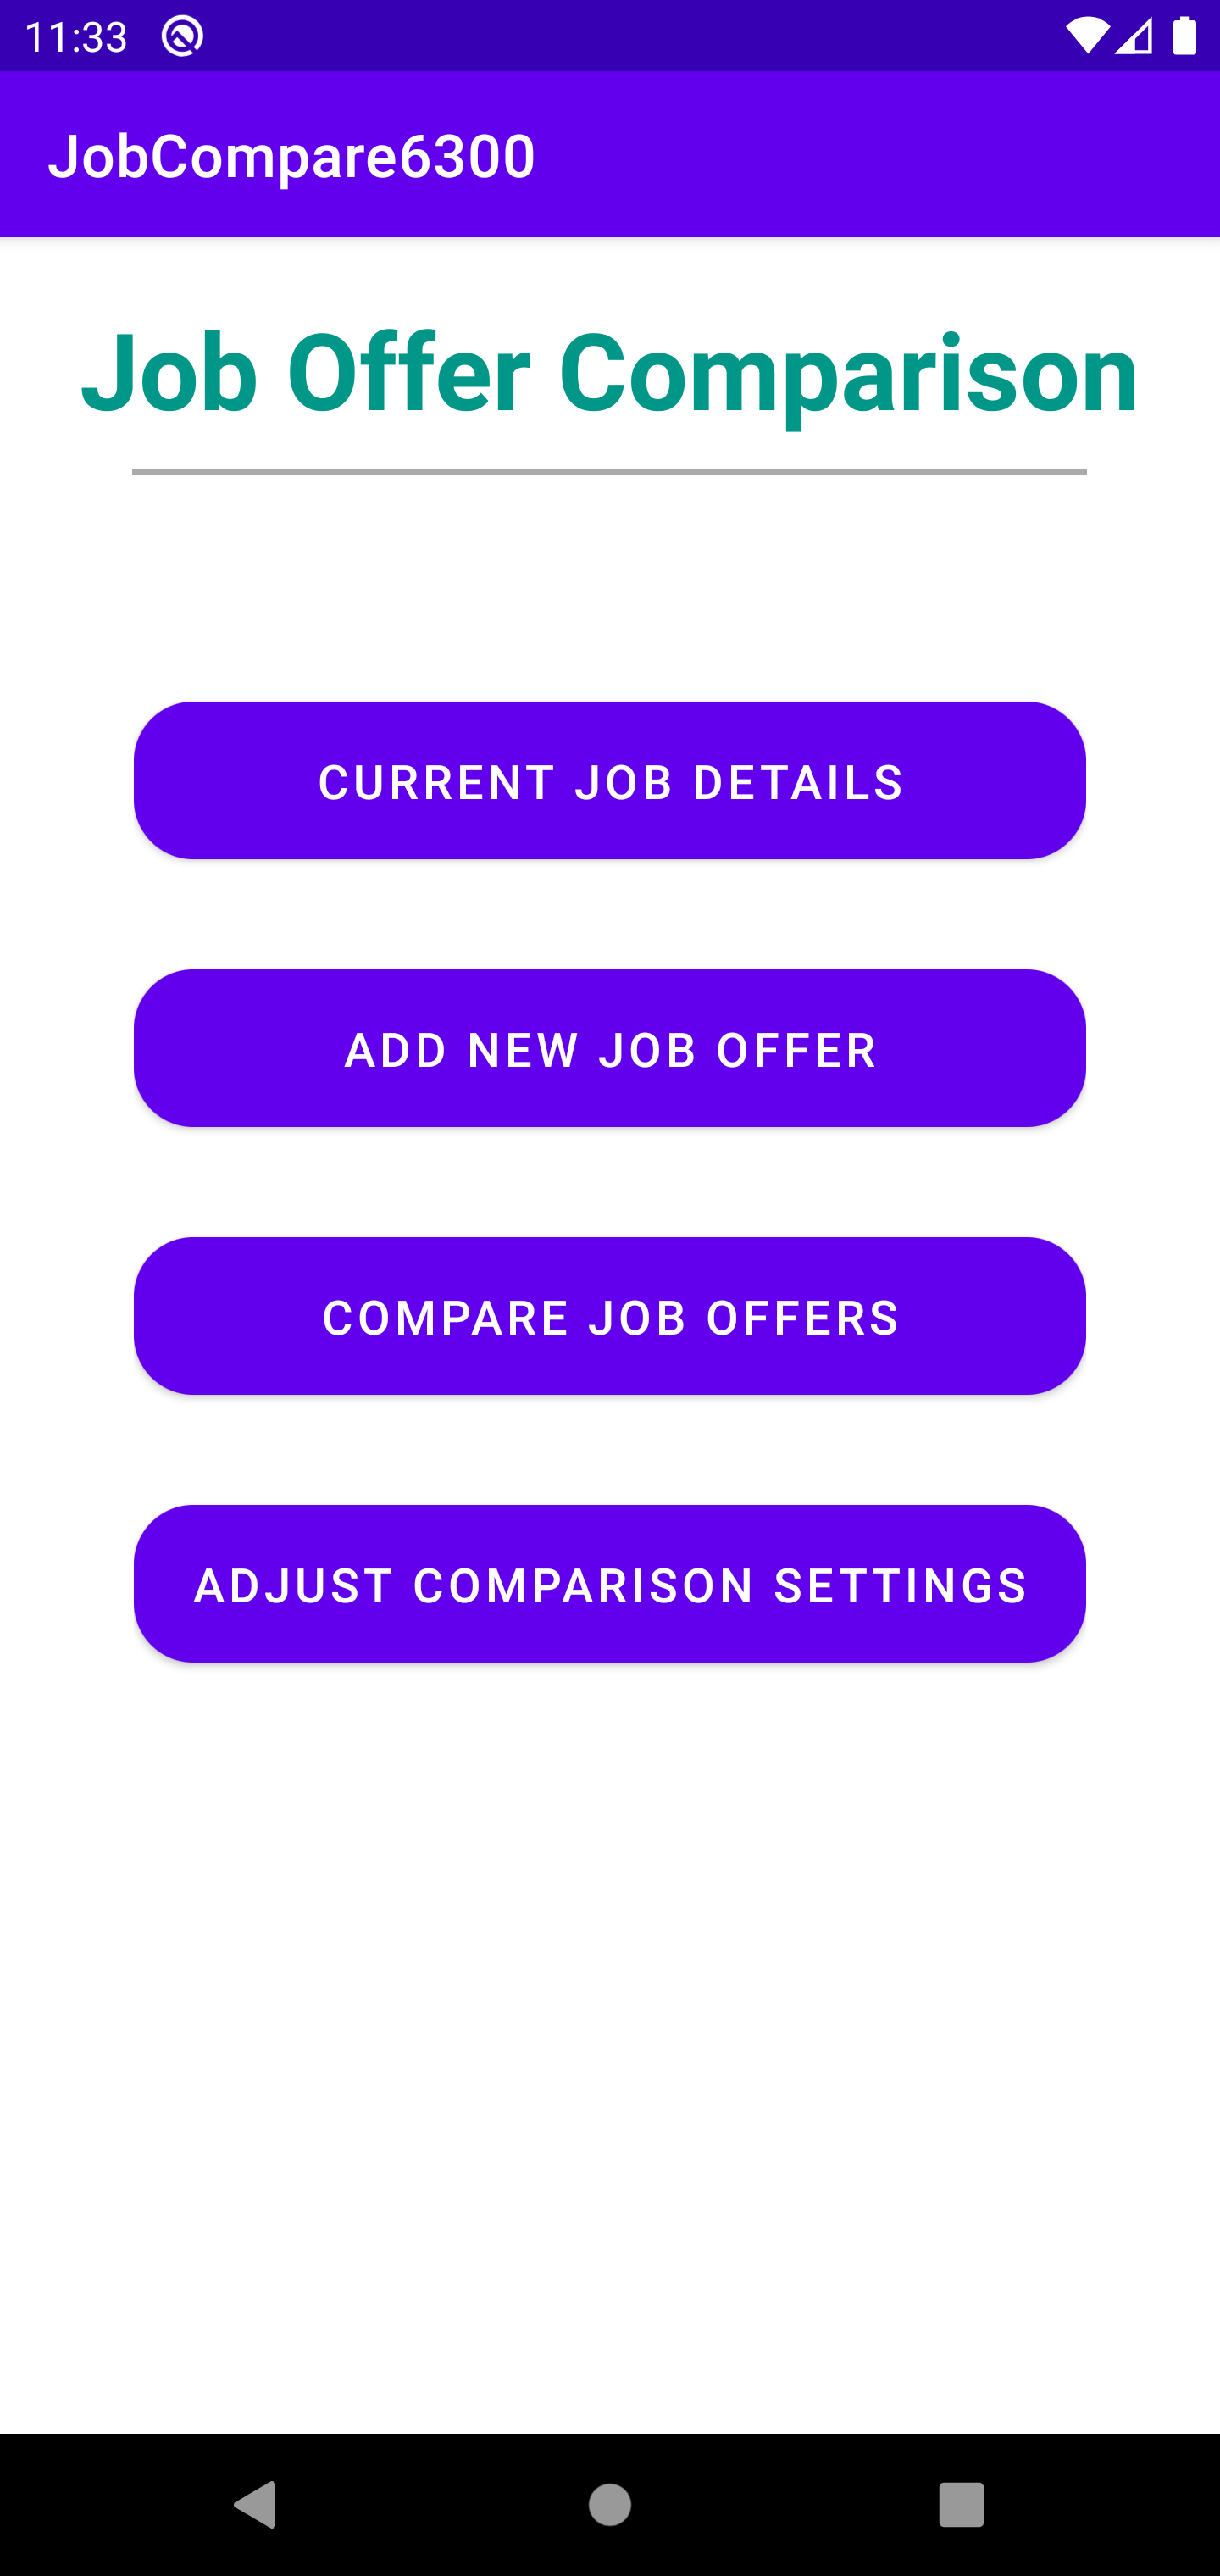 11:33
JobCompare6300
Job Offer Comparison
CURRENT JOB DETAILS
ADD NEW JOB OFFER
COMPARE JOB OFFERS
ADJUST COMPARISON SETTINGS